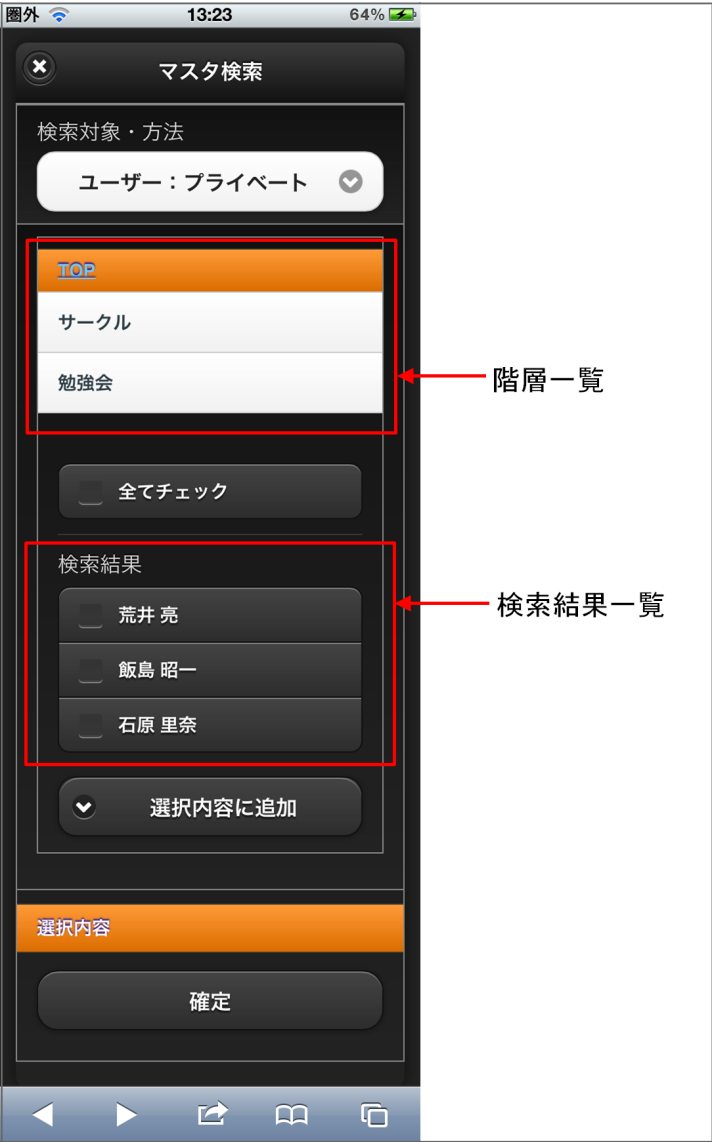 圏外 13:23 64%
マスタ検索
検索対象・方法
ユーザー：プライベート
TOP
サークル
勉強会
階層一覧
全てチェック
検索結果
検索結果一覧
荒井 亮
飯島 昭一
石原 里奈
選択内容に追加
選択内容
確定